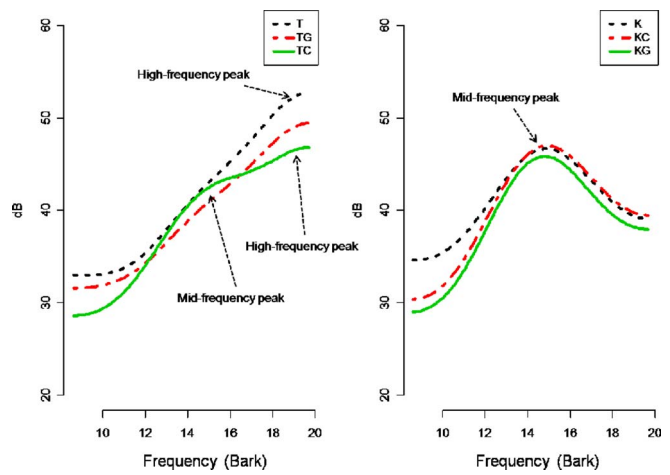 60
50
40
30
20
dB
T
TG
TC
High-frequency peak
High-frequency peak
Mid-frequency peak
10 12 14 16 18 20
Frequency (Bark)
60
50
40
30
20
dB
K
KC
KG
Mid-frequency peak
10 12 14 16 18 20
Frequency (Bark)